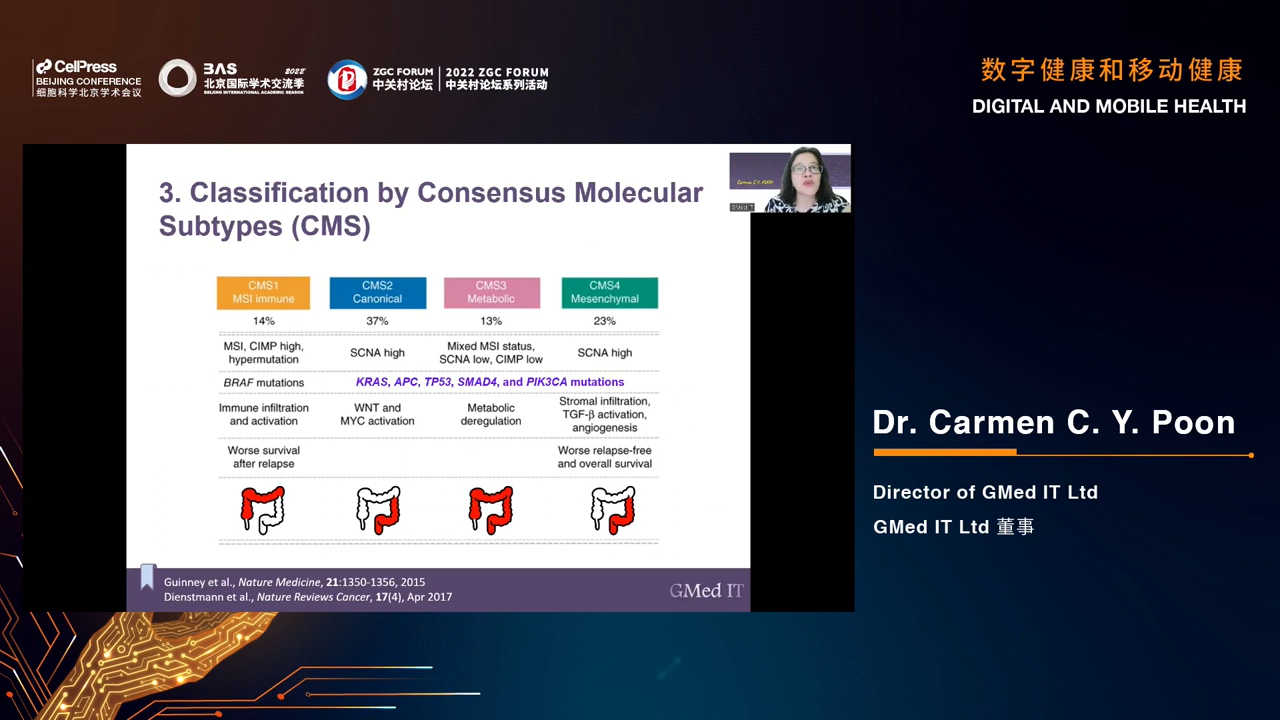 CelPress
BEIJING CONFERENCE
细胞科学北京学术会议
BAS 2022
北京国际学术交流季
BEIJING INTERNATIONAL ACADEMIC SEASON
ZGC FORUM
中关村论坛
2022 ZGC FORUM
中关村论坛系列活动
数字健康和移动健康
DIGITAL AND MOBILE HEALTH
3. Classification by Consensus Molecular
Subtypes (CMS)
Carmen C.Y. POON
GMed IT
CMS1
MSI immune
CMS2
Canonical
CMS3
Metabolic
CMS4
Mesenchymal
14%
37%
13%
23%
MSI, CIMP high,
hypermutation
SCNA high
Mixed MSI status,
SCNA low, CIMP low
SCNA high
BRAF mutations
KRAS, APC, TP53, SMAD4, and PIK3CA mutations
Immune infiltration
and activation
WNT and
MYC activation
Metabolic
deregulation
Stromal infiltration,
TGF-β activation,
angiogenesis
Worse survival
after relapse
Worse relapse-free
and overall survival
Guinney et al., Nature Medicine, 21:1350-1356, 2015
Dienstmann et al., Nature Reviews Cancer, 17(4), Apr 2017
GMed IT
Dr. Carmen C. Y. Poon
Director of GMed IT Ltd
GMed IT Ltd 董事